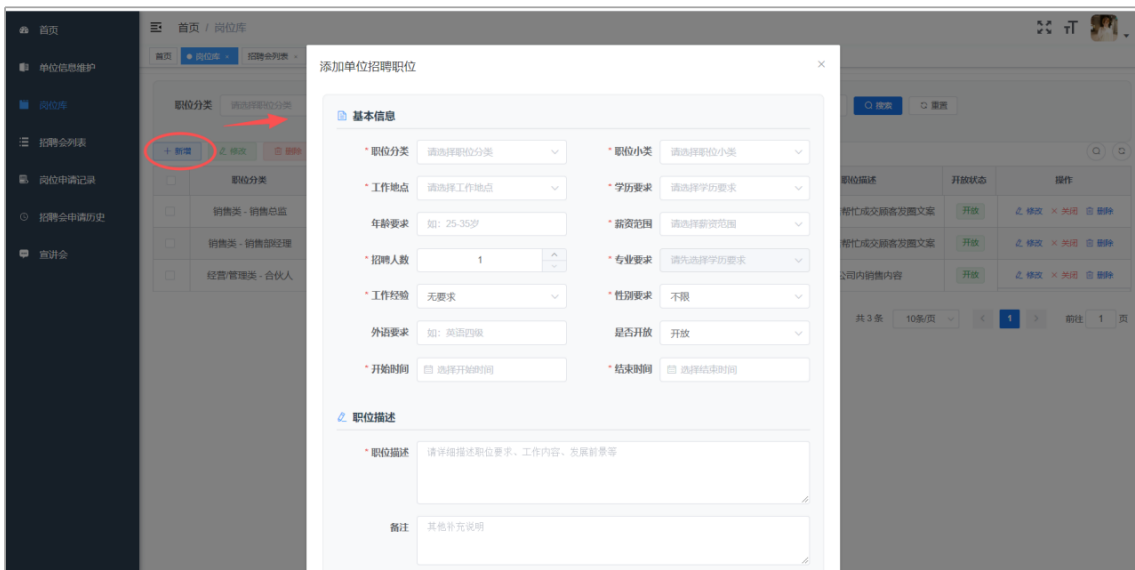 首页
首页 / 岗位库
单位信息维护
岗位库
招聘会列表
岗位申请记录
招聘会申请历史
宣讲会
首页 岗位库 × 招聘会列表 ×
职位分类 请选择职位分类
搜索 重置
+ 新增 修改 删除
职位分类 职位描述 开放状态 操作
销售类 - 销售总监 帮忙成交顾客发圈文案 开放 修改 × 关闭 删除
销售类 - 销售部经理 帮忙成交顾客发圈文案 开放 修改 × 关闭 删除
经营/管理类 - 合伙人 公司内销售内容 开放 修改 × 关闭 删除
共 3 条 10条/页 < 1 > 前往 1 页
添加单位招聘职位 ×
基本信息
* 职位分类 请选择职位分类 * 职位小类 请选择职位小类
* 工作地点 请选择工作地点 * 学历要求 请选择学历要求
年龄要求 如：25-35岁 * 薪资范围 请选择薪资范围
* 招聘人数 1 * 专业要求 请先选择学历要求
* 工作经验 无要求 * 性别要求 不限
外语要求 如：英语四级 是否开放 开放
* 开始时间 选择开始时间 * 结束时间 选择结束时间
职位描述
* 职位描述 请详细描述职位要求、工作内容、发展前景等
备注 其他补充说明